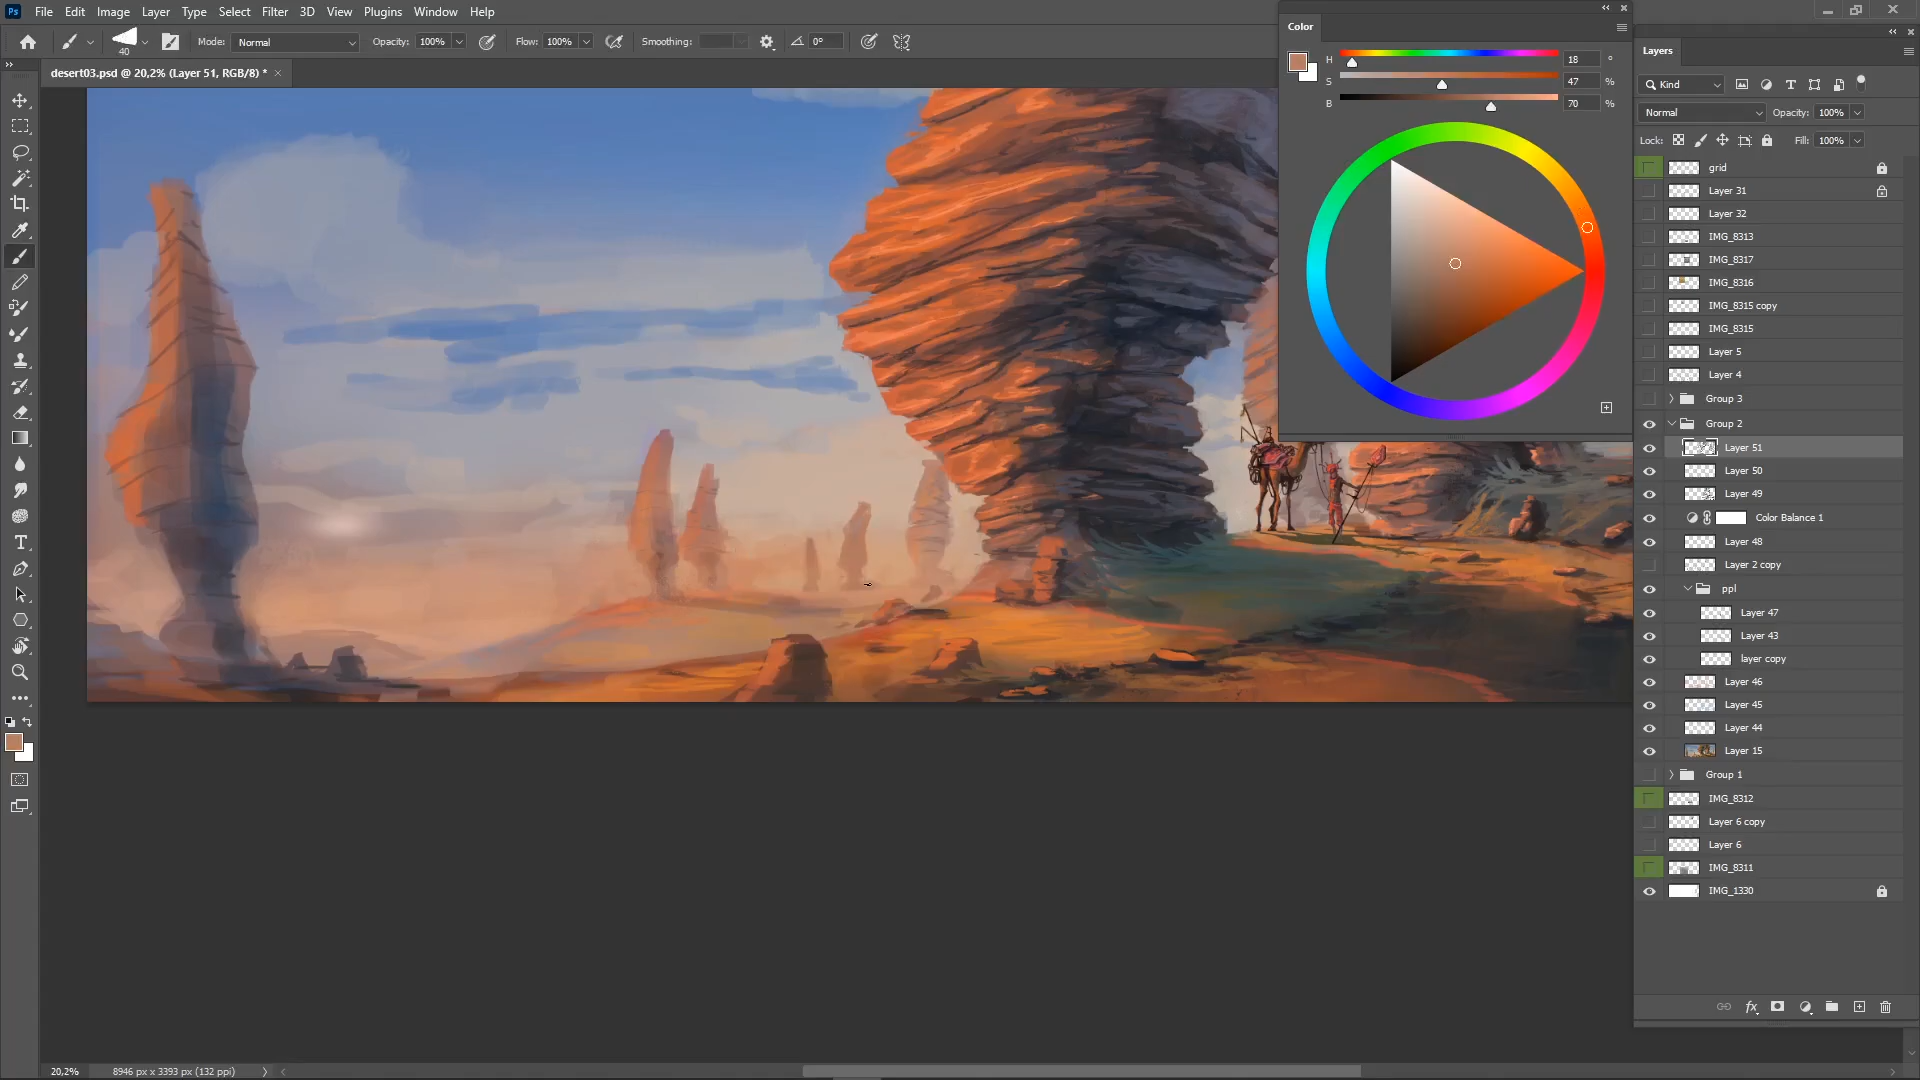 Ps File Edit Image Layer Type Select Filter 3D View Plugins Window Help
40 Mode: Normal Opacity: 100% Flow: 100% Smoothing: 0°
desert03.psd @ 20,2% (Layer 51, RGB/8) * ×
Color
H 18 °
S 47 %
B 70 %
Layers
Kind
Normal Opacity: 100%
Lock: Fill: 100%
grid
Layer 31
Layer 32
IMG_8313
IMG_8317
IMG_8316
IMG_8315 copy
IMG_8315
Layer 5
Layer 4
Group 3
Group 2
Layer 51
Layer 50
Layer 49
Color Balance 1
Layer 48
Layer 2 copy
ppl
Layer 47
Layer 43
layer copy
Layer 46
Layer 45
Layer 44
Layer 15
Group 1
IMG_8312
Layer 6 copy
Layer 6
IMG_8311
IMG_1330
fx
20,2% 8946 px x 3393 px (132 ppi)